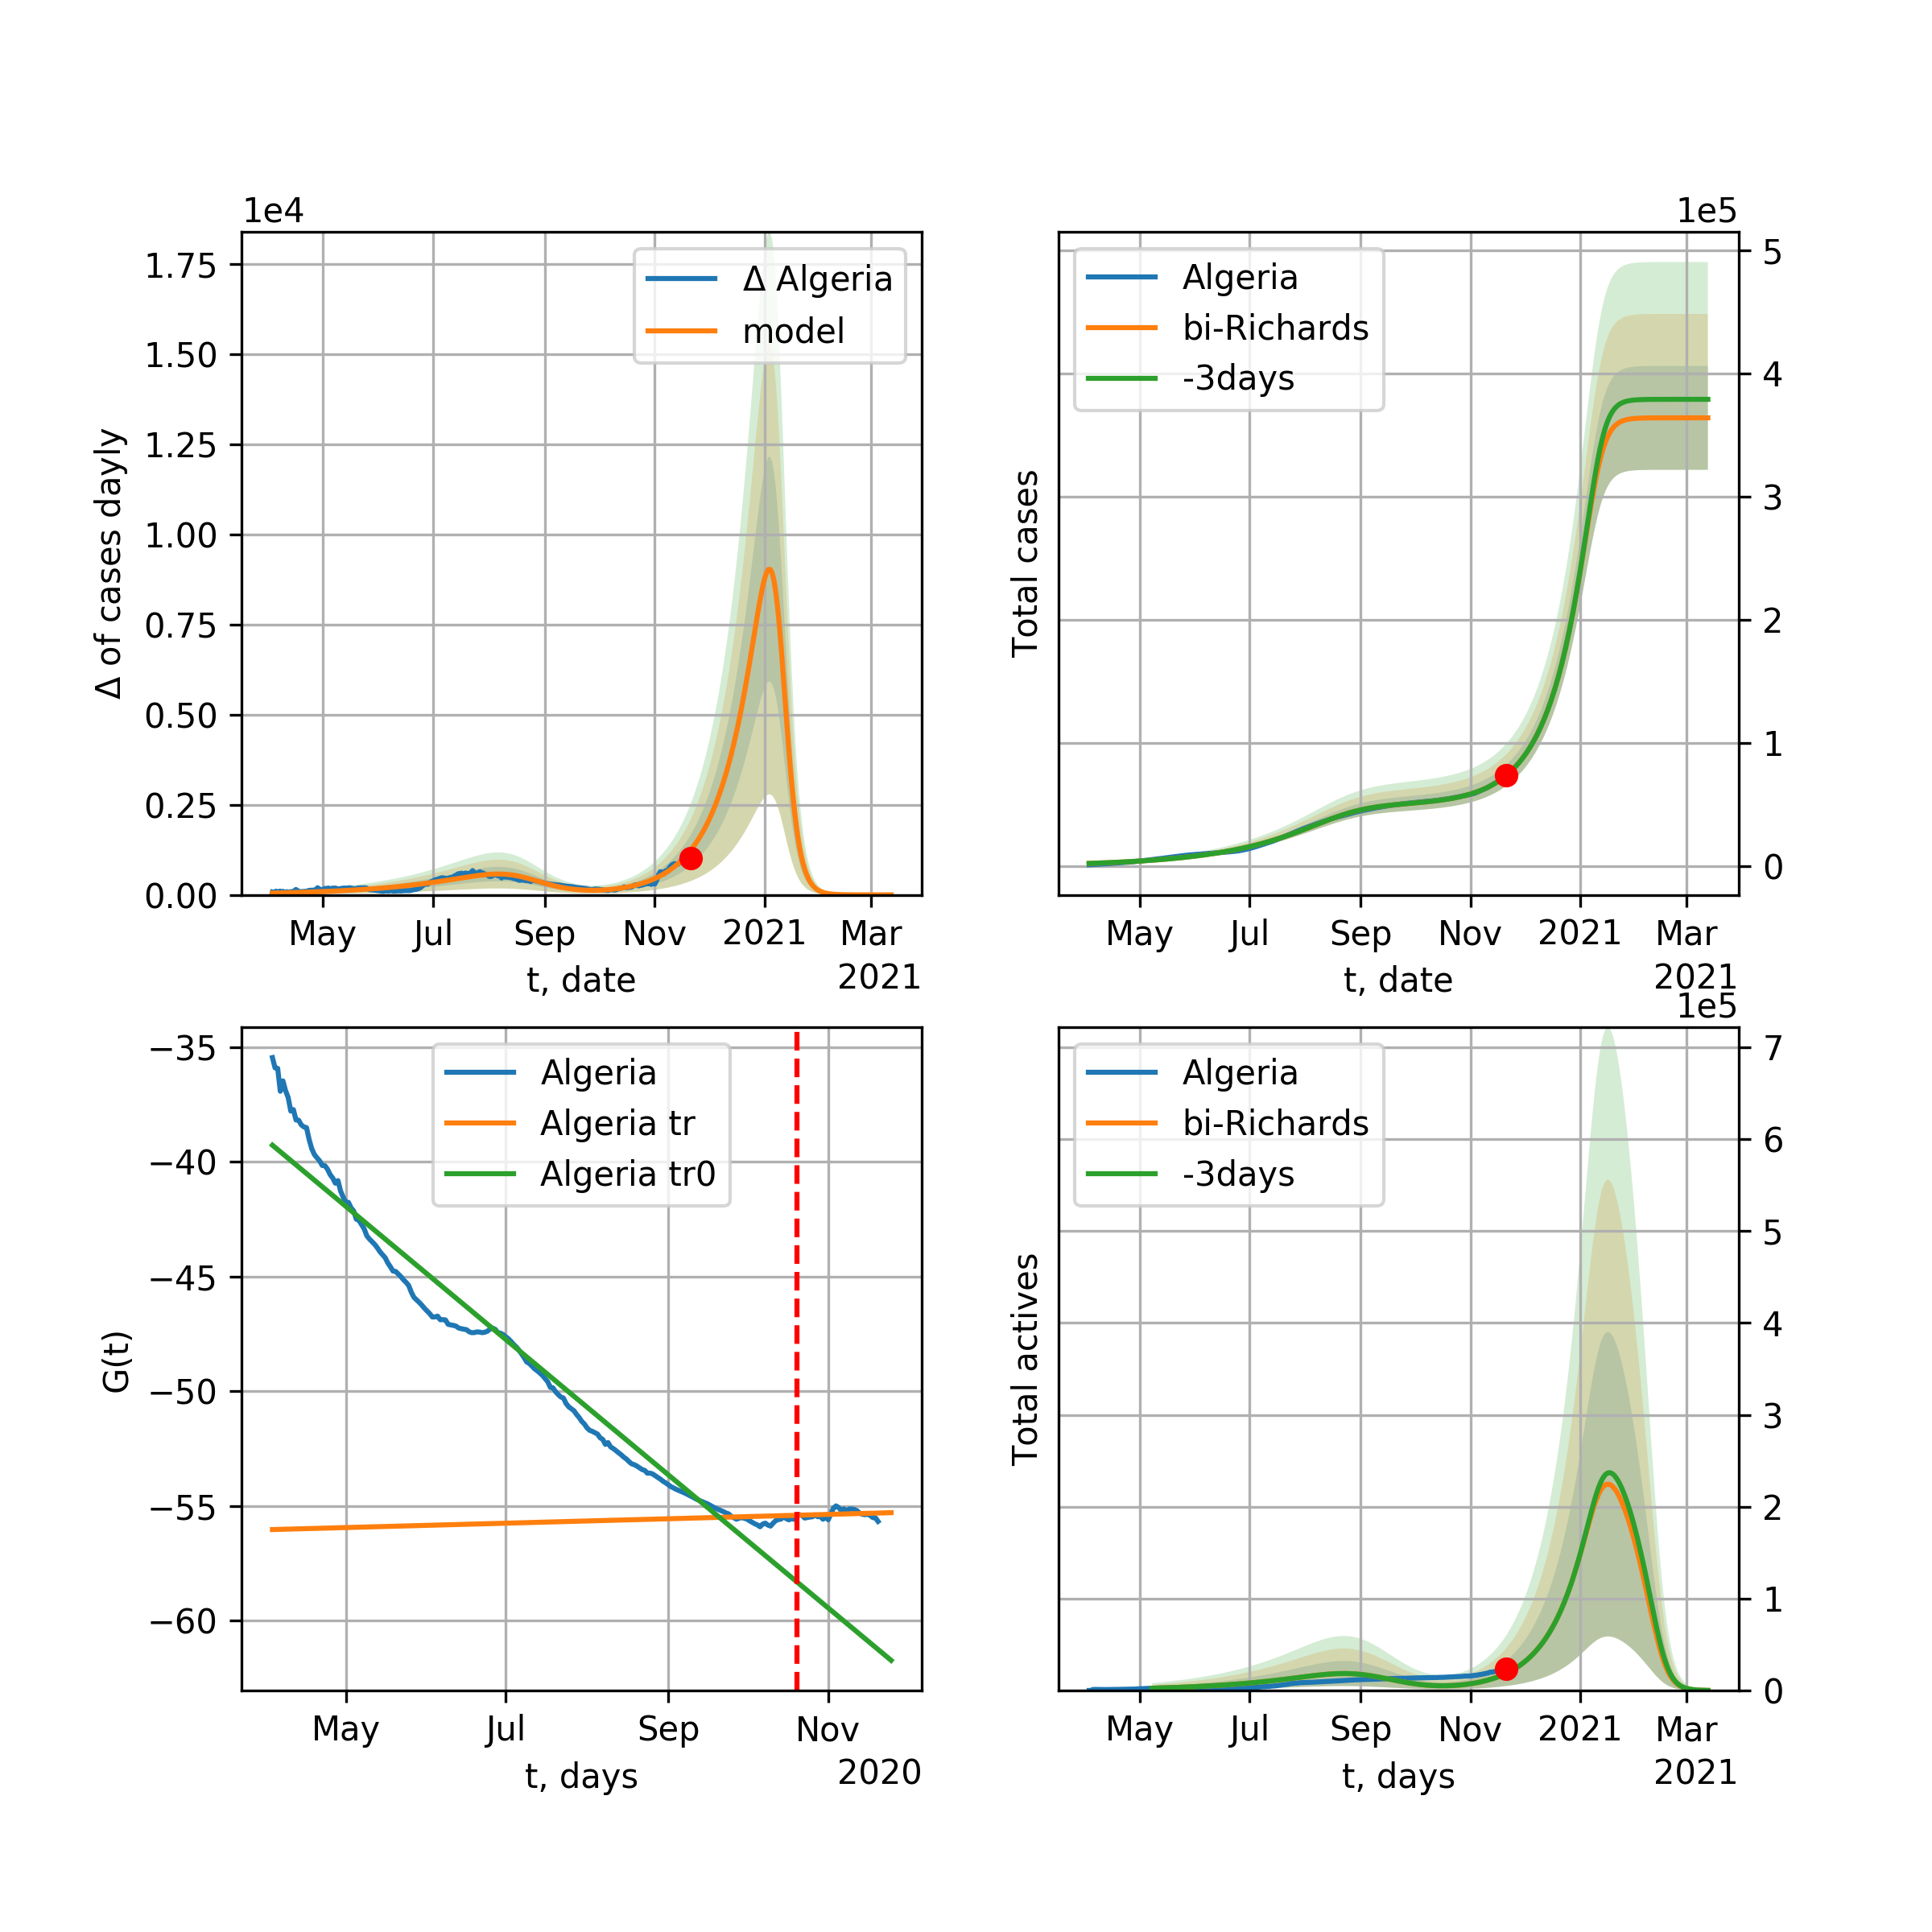 1e4
1.75
1.50
1.25
1.00
0.75
0.50
0.25
0.00
Δ of cases dayly
Δ Algeria
model
May Jul Sep Nov 2021 Mar
t, date
2021
1e5
5
4
3
2
1
0
Total cases
Algeria
bi-Richards
-3days
May Jul Sep Nov 2021 Mar
t, date
2021
−35
−40
−45
−50
−55
−60
G(t)
Algeria
Algeria tr
Algeria tr0
May Jul Sep Nov
t, days
2020
1e5
7
6
5
4
3
2
1
0
Total actives
Algeria
bi-Richards
-3days
May Jul Sep Nov 2021 Mar
t, days
2021